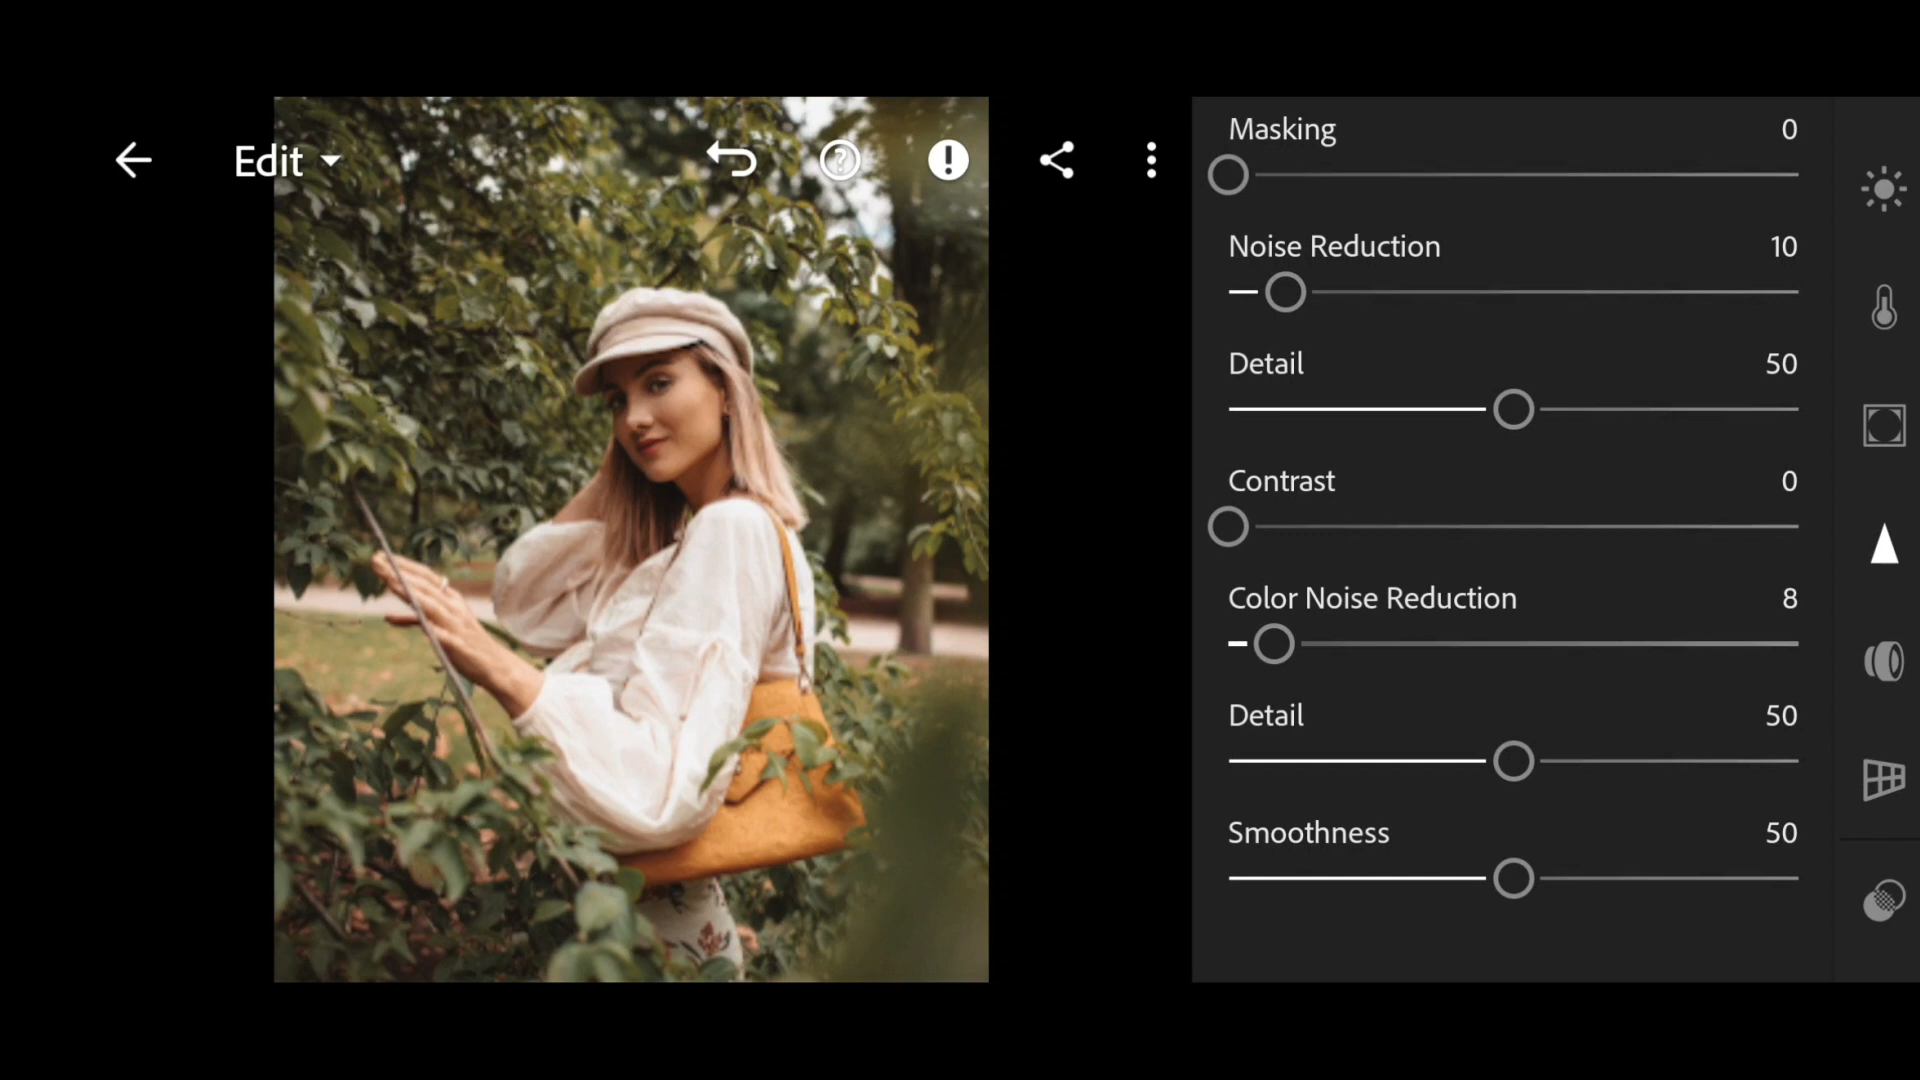 Edit
Masking 0
Noise Reduction 10
Detail 50
Contrast 0
Color Noise Reduction 8
Detail 50
Smoothness 50